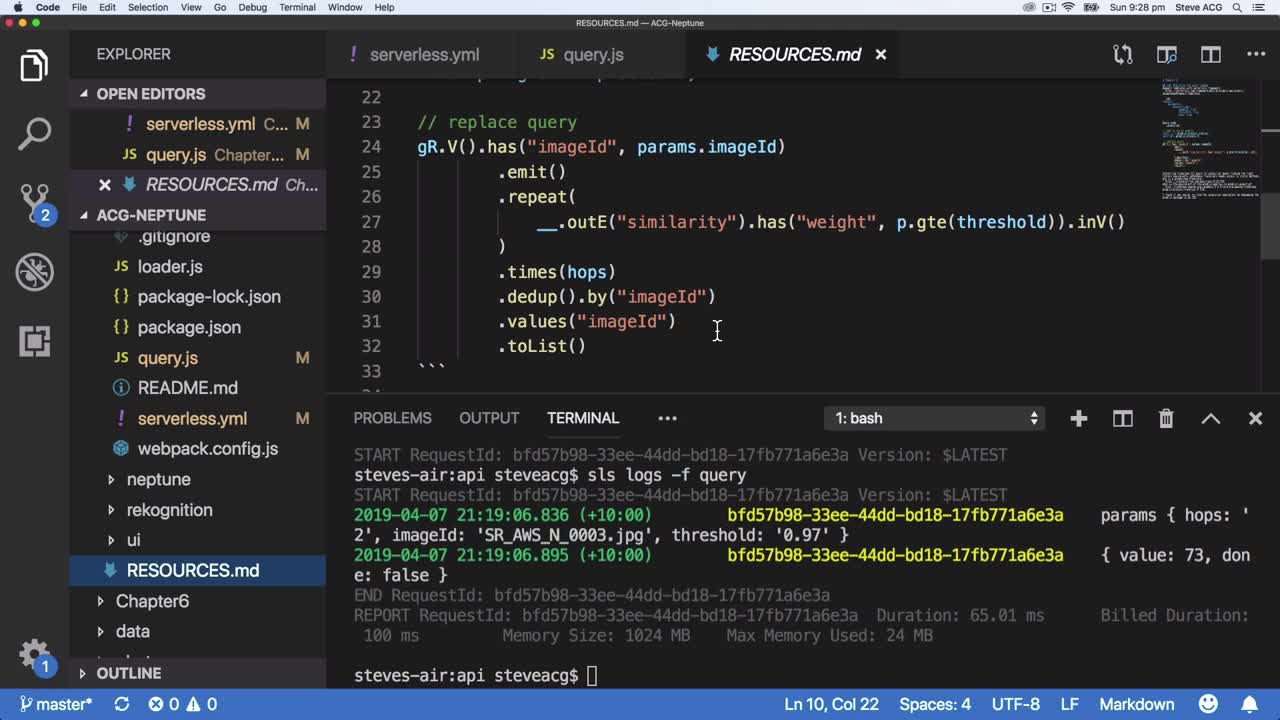 Code File Edit Selection View Go Debug Terminal Window Help Sun 9:28 pm Steve ACG
RESOURCES.md — ACG-Neptune
EXPLORER
OPEN EDITORS
serverless.yml C... M
query.js Chapter... M
RESOURCES.md Ch...
ACG-NEPTUNE
.gitignore
JS loader.js
{} package-lock.json
{} package.json
JS query.js M
README.md
! serverless.yml M
webpack.config.js
neptune
rekognition
ui
RESOURCES.md
Chapter6
data
OUTLINE
! serverless.yml JS query.js RESOURCES.md
22
23 // replace query
24 gR.V().has("imageId", params.imageId)
25 .emit()
26 .repeat(
27 __.outE("similarity").has("weight", p.gte(threshold)).inV()
28 )
29 .times(hops)
30 .dedup().by("imageId")
31 .values("imageId")
32 .toList()
33 ```
PROBLEMS OUTPUT TERMINAL 1: bash
START RequestId: bfd57b98-33ee-44dd-bd18-17fb771a6e3a Version: $LATEST
steves-air:api steveacg$ sls logs -f query
START RequestId: bfd57b98-33ee-44dd-bd18-17fb771a6e3a Version: $LATEST
2019-04-07 21:19:06.836 (+10:00) bfd57b98-33ee-44dd-bd18-17fb771a6e3a params { hops: '
2', imageId: 'SR_AWS_N_0003.jpg', threshold: '0.97' }
2019-04-07 21:19:06.895 (+10:00) bfd57b98-33ee-44dd-bd18-17fb771a6e3a { value: 73, don
e: false }
END RequestId: bfd57b98-33ee-44dd-bd18-17fb771a6e3a
REPORT RequestId: bfd57b98-33ee-44dd-bd18-17fb771a6e3a Duration: 65.01 ms Billed Duration:
100 ms Memory Size: 1024 MB Max Memory Used: 24 MB
steves-air:api steveacg$
2
1
master* 0 0 Ln 10, Col 22 Spaces: 4 UTF-8 LF Markdown